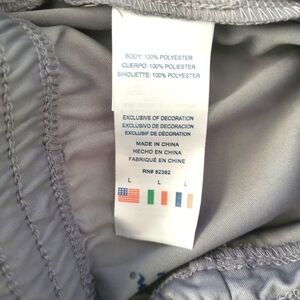 BODY: 100% POLYESTER
CUERPO: 100% POLIESTER
SILHOUETTE: 100% POLYESTER
EXCLUSIVE OF DECORATION
EXCLUSIVO DE DECORACION
EXCLUSIF DE DÉCORATION
MADE IN CHINA
HECHO EN CHINA
FABRIQUÉ EN CHINE
RN# 82382
L L L